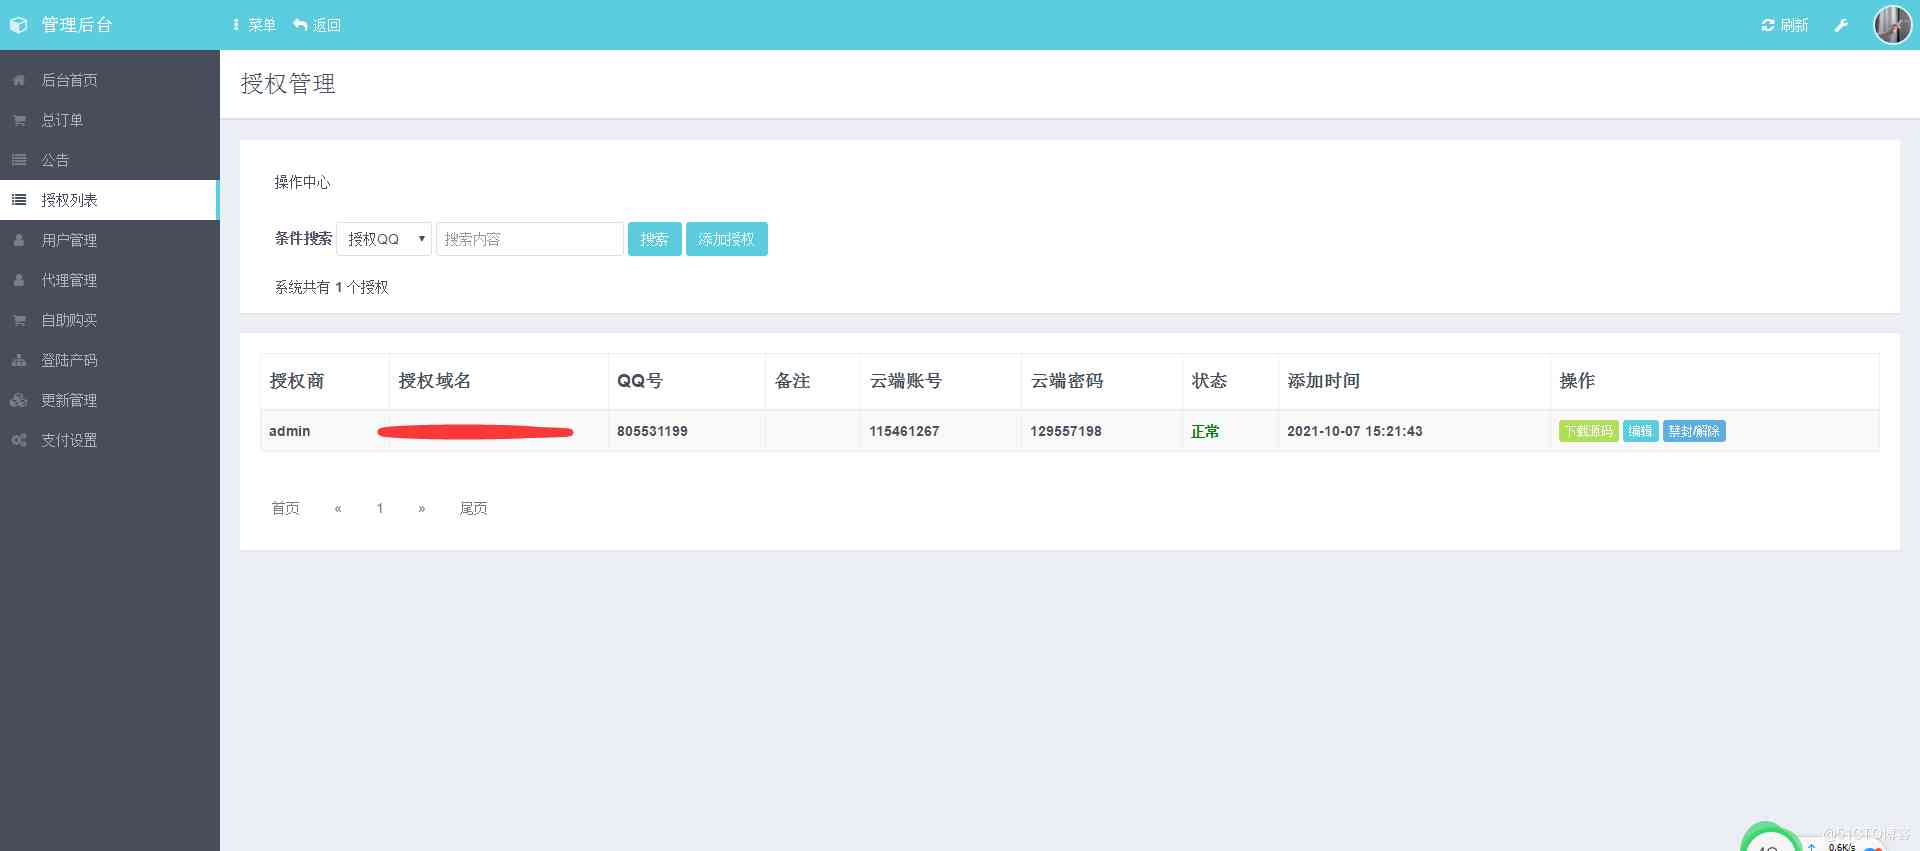 管理后台 菜单 返回 刷新
后台首页
总订单
公告
授权列表
用户管理
代理管理
自助购买
登陆产码
更新管理
支付设置
授权管理
操作中心
条件搜索 授权QQ 搜索内容 搜索 添加授权
系统共有 1 个授权
授权商 授权域名 QQ号 备注 云端账号 云端密码 状态 添加时间 操作
admin 805531199 115461267 129557198 正常 2021-10-07 15:21:43 下载源码 编辑 禁封/解除
首页 « 1 » 尾页
@51CTO博客
0.6K/s